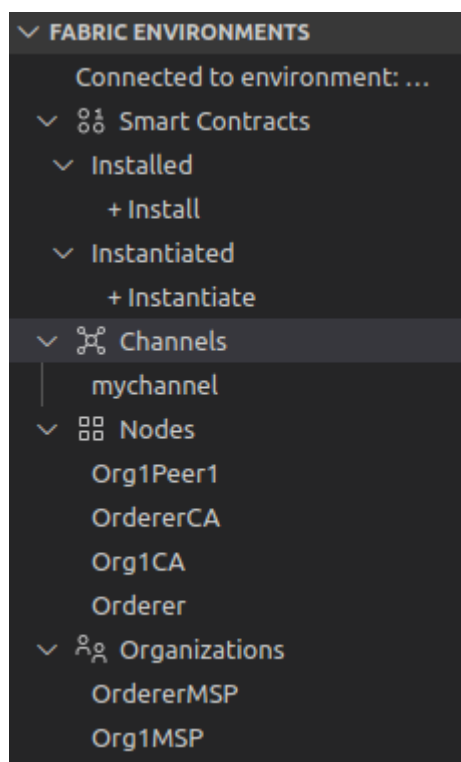 FABRIC ENVIRONMENTS
Connected to environment: ...
Smart Contracts
Installed
+ Install
Instantiated
+ Instantiate
Channels
mychannel
Nodes
Org1Peer1
OrdererCA
Org1CA
Orderer
Organizations
OrdererMSP
Org1MSP